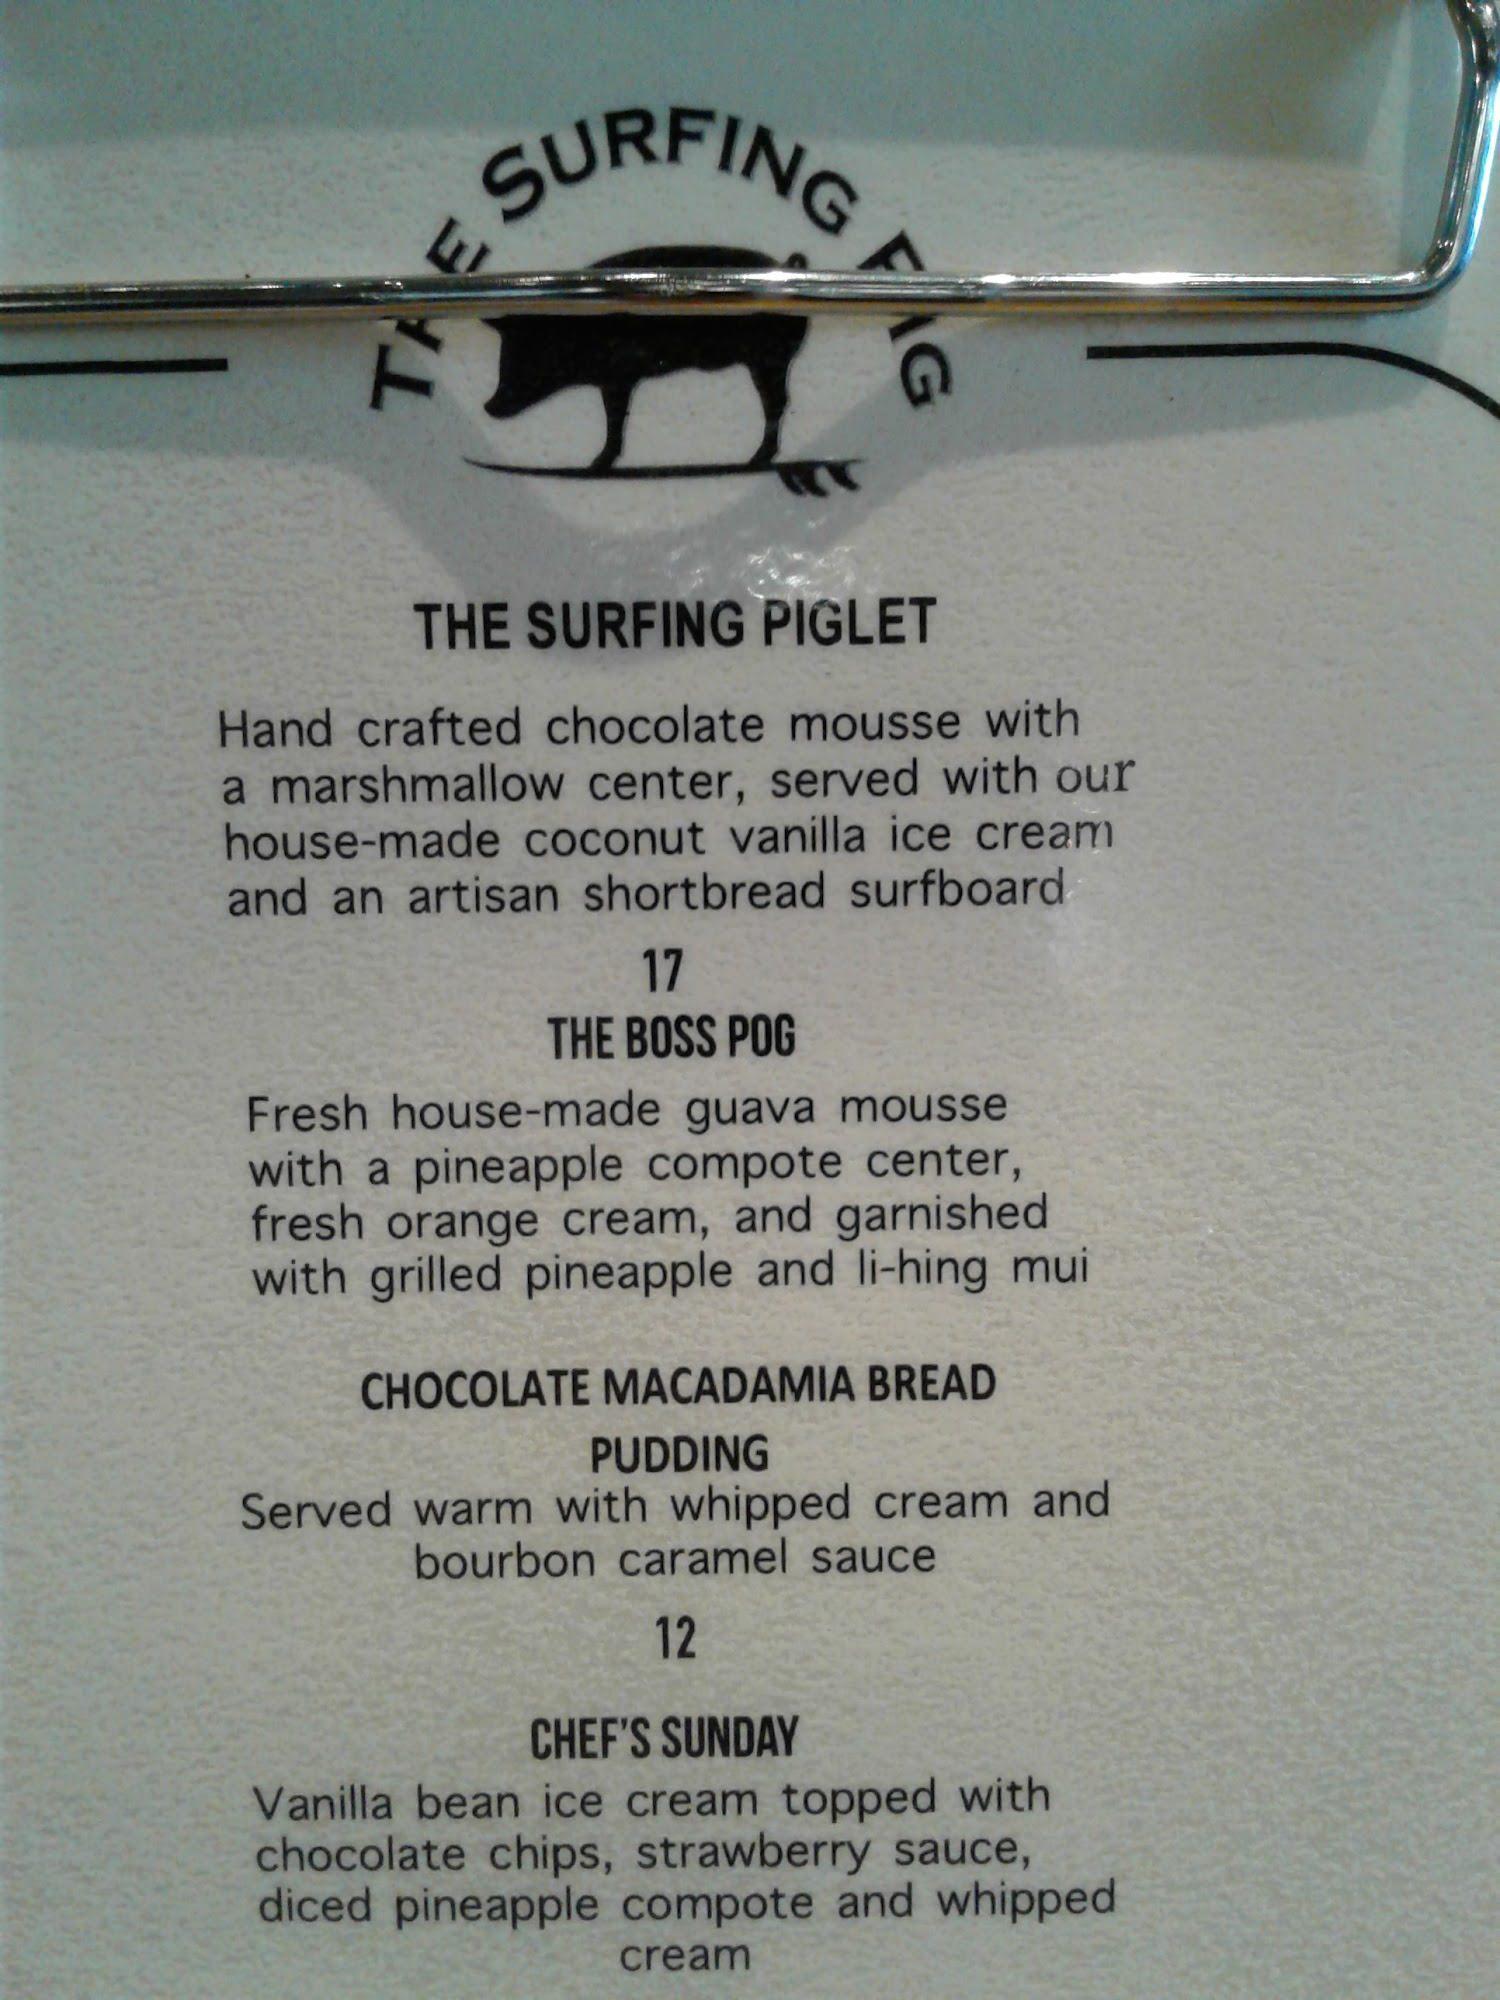 THE SURFING PIG
THE SURFING PIGLET
Hand crafted chocolate mousse with
a marshmallow center, served with our
house-made coconut vanilla ice cream
and an artisan shortbread surfboard
17
THE BOSS POG
Fresh house-made guava mousse
with a pineapple compote center,
fresh orange cream, and garnished
with grilled pineapple and li-hing mui
CHOCOLATE MACADAMIA BREAD
PUDDING
Served warm with whipped cream and
bourbon caramel sauce
12
CHEF'S SUNDAY
Vanilla bean ice cream topped with
chocolate chips, strawberry sauce,
diced pineapple compote and whipped
cream